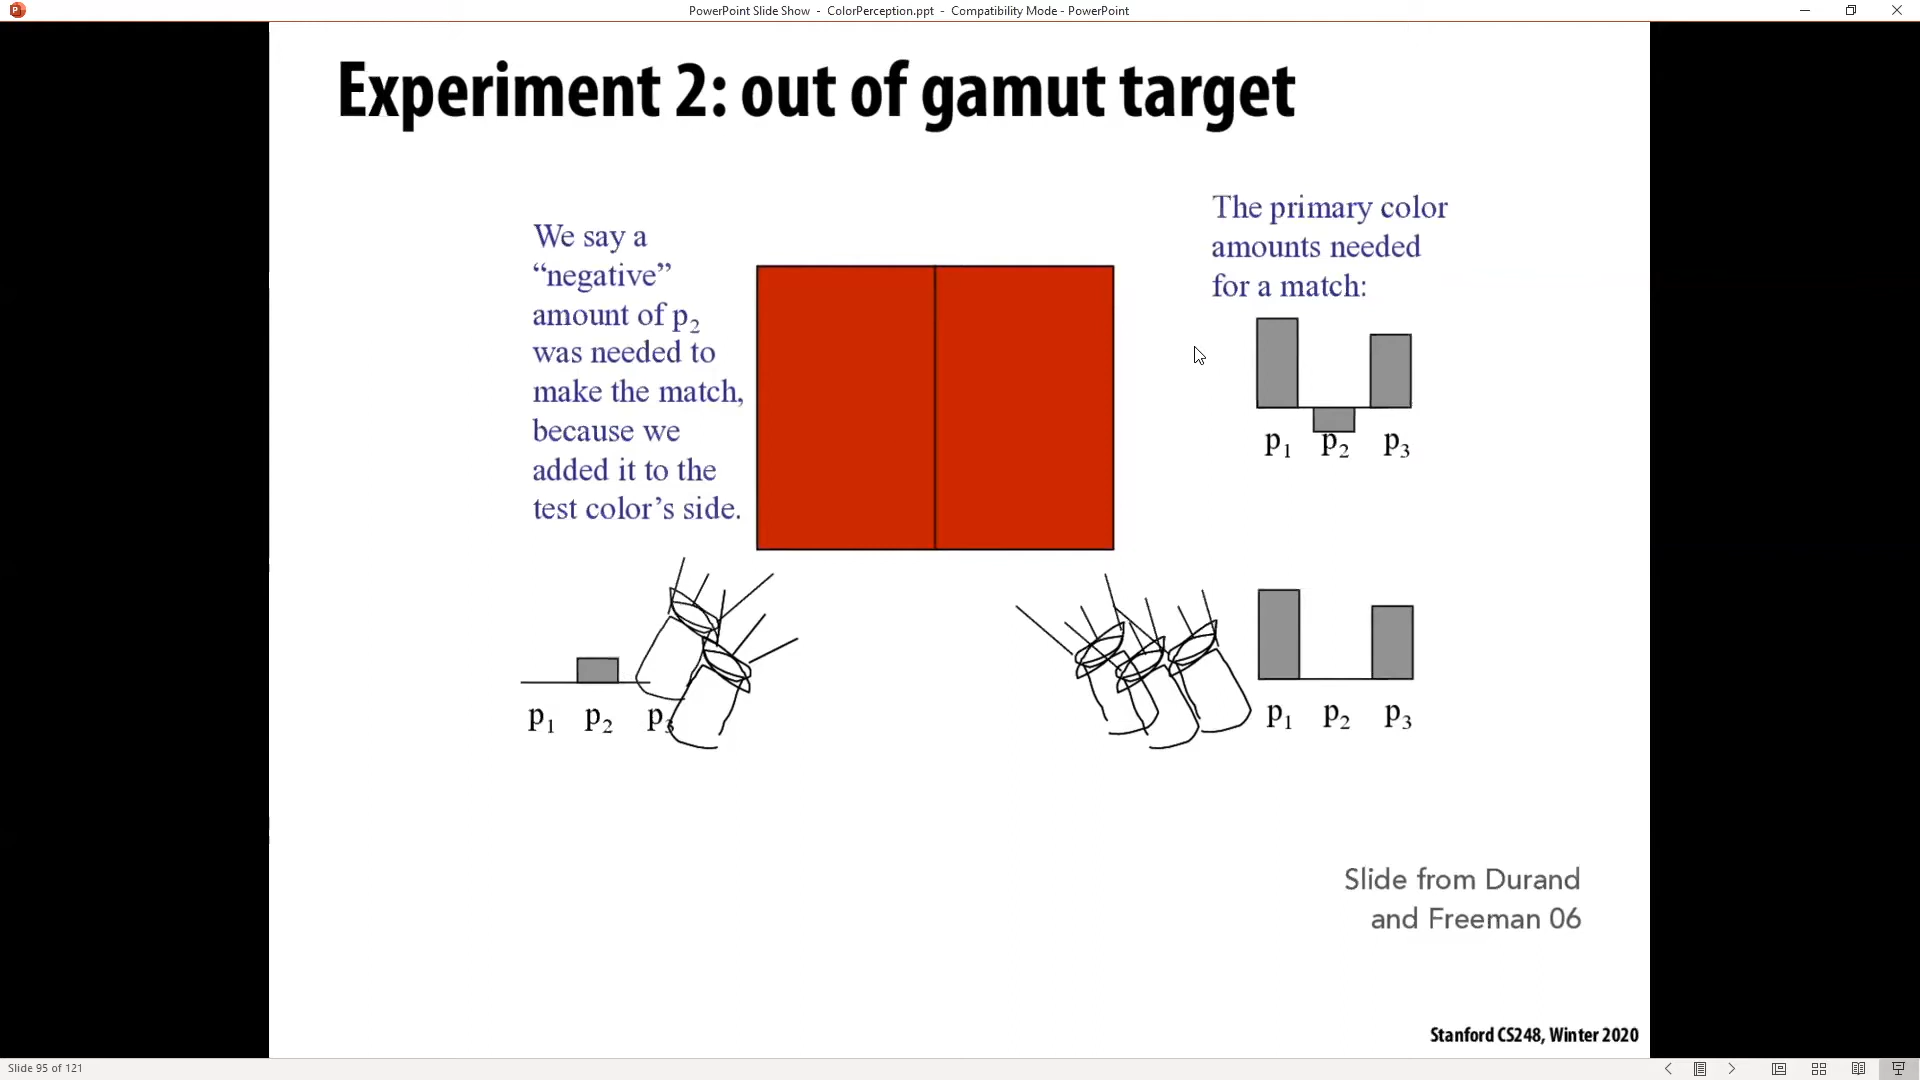 PowerPoint Slide Show - ColorPerception.ppt - Compatibility Mode - PowerPoint
Experiment 2: out of gamut target
We say a
“negative”
amount of p₂
was needed to
make the match,
because we
added it to the
test color’s side.
The primary color
amounts needed
for a match:
p₁ p₂ p₃
p₁ p₂ p₃
p₁ p₂ p₃
Slide from Durand
and Freeman 06
Stanford CS248, Winter 2020
Slide 95 of 121